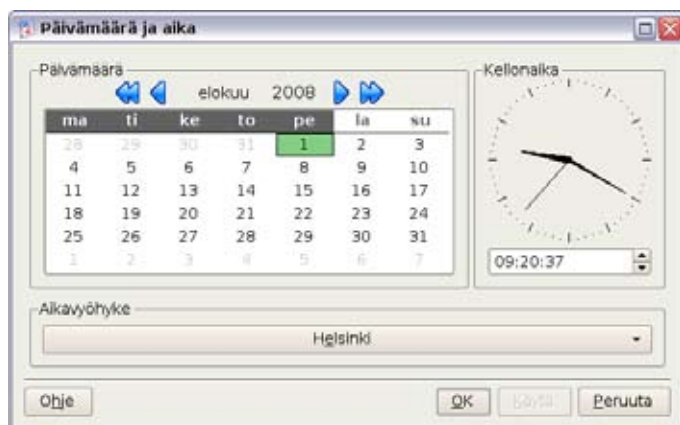 Päivämäärä ja aika
Päivämäärä
elokuu 2008
ma ti ke to pe la su
28 29 30 31 1 2 3
4 5 6 7 8 9 10
11 12 13 14 15 16 17
18 19 20 21 22 23 24
25 26 27 28 29 30 31
1 2 3 4 5 6 7
Kellonaika
09:20:37
Aikavyöhyke
Helsinki
Ohje
OK
Käytä
Peruuta